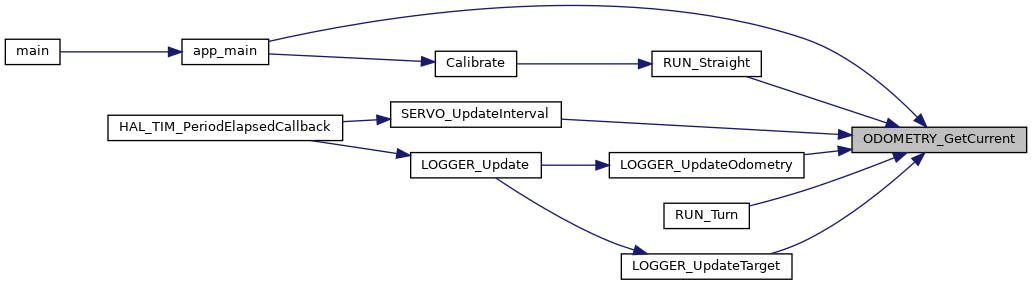 main
app_main
Calibrate
RUN_Straight
HAL_TIM_PeriodElapsedCallback
SERVO_UpdateInterval
ODOMETRY_GetCurrent
LOGGER_Update
LOGGER_UpdateOdometry
RUN_Turn
LOGGER_UpdateTarget